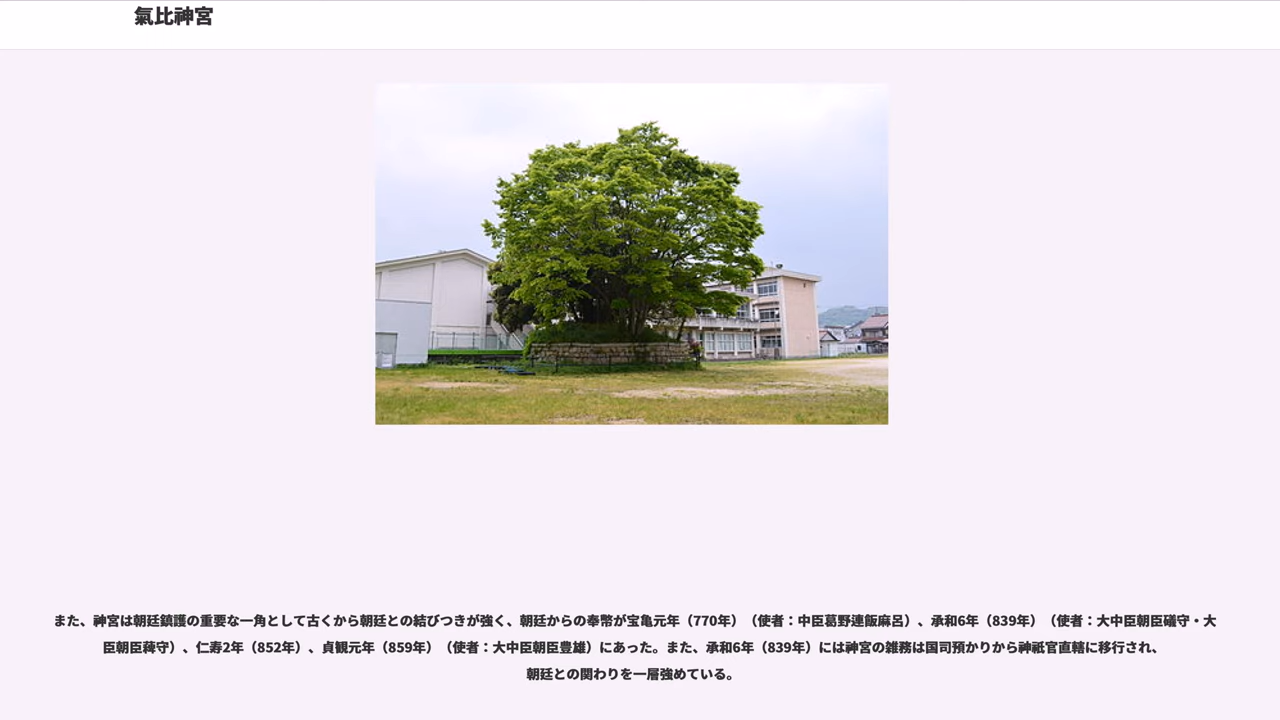 氣比神宮
また、神宮は朝廷鎮護の重要な一角として古くから朝廷との結びつきが強く、朝廷からの奉幣が宝亀元年（770年）（使者：中臣葛野連飯麻呂）、承和6年（839年）（使者：大中臣朝臣礒守・大
臣朝臣薭守）、仁寿2年（852年）、貞観元年（859年）（使者：大中臣朝臣豊雄）にあった。また、承和6年（839年）には神宮の雑務は国司預かりから神祇官直轄に移行され、
朝廷との関わりを一層強めている。